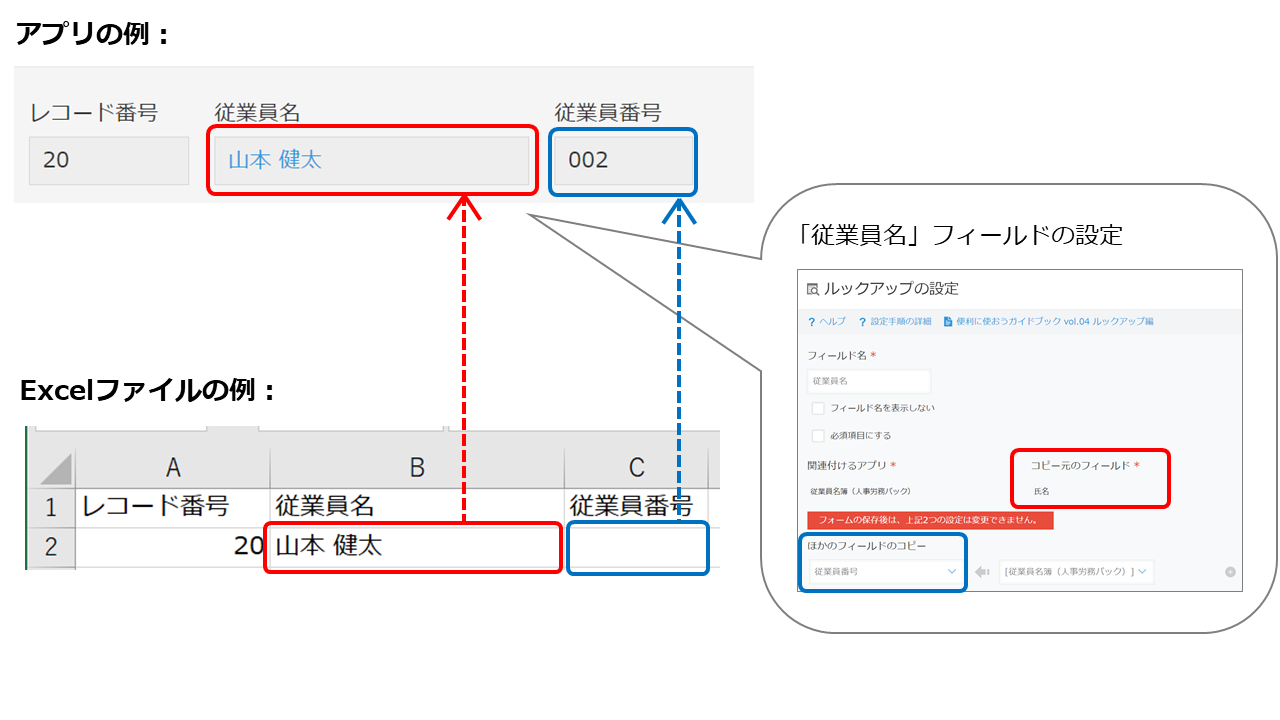 アプリの例：
レコード番号 従業員名 従業員番号
20 山本 健太 002
「従業員名」フィールドの設定
ルックアップの設定
? ヘルプ ? 設定手順の詳細 便利に使おうガイドブック vol.04 ルックアップ編
フィールド名 *
従業員名
フィールド名を表示しない
必須項目にする
関連付けるアプリ * コピー元のフィールド *
従業員名簿（人事労務パック） 氏名
フォームの保存後は、上記2つの設定は変更できません。
ほかのフィールドのコピー
従業員番号 [従業員名簿（人事労務パック）]
Excelファイルの例：
A B C
1 レコード番号 従業員名 従業員番号
2 20 山本 健太